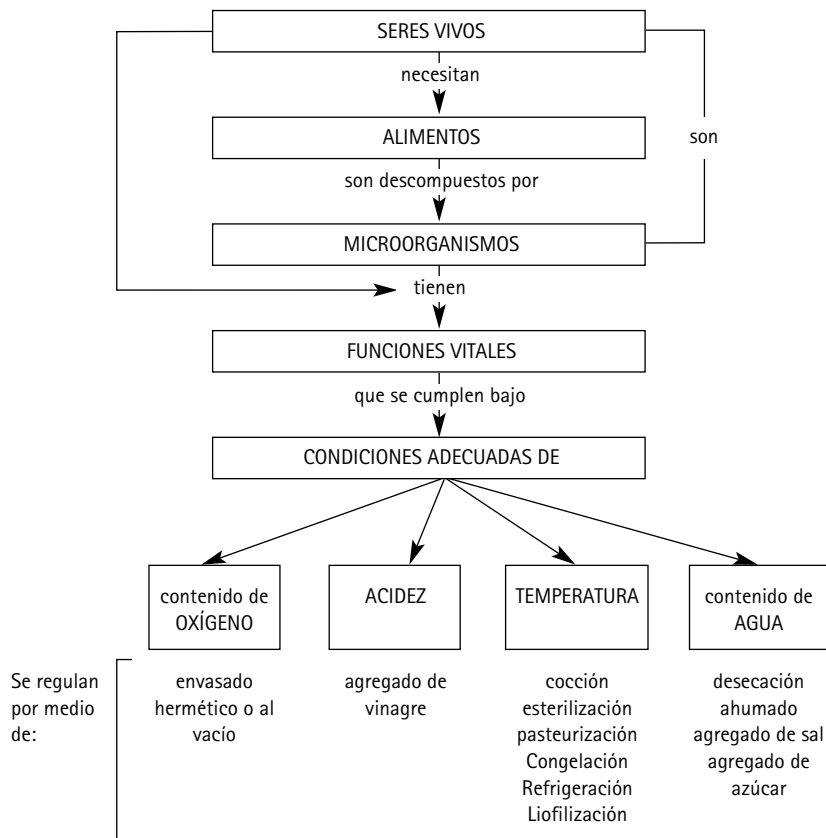 SERES VIVOS
necesitan
ALIMENTOS
son
son descompuestos por
MICROORGANISMOS
tienen
FUNCIONES VITALES
que se cumplen bajo
CONDICIONES ADECUADAS DE
contenido de
OXÍGENO
ACIDEZ
TEMPERATURA
contenido de
AGUA
Se regulan
por medio
de:
envasado
hermético o al
vacío
agregado de
vinagre
cocción
esterilización
pasteurización
Congelación
Refrigeración
Liofilización
desecación
ahumado
agregado de sal
agregado de
azúcar